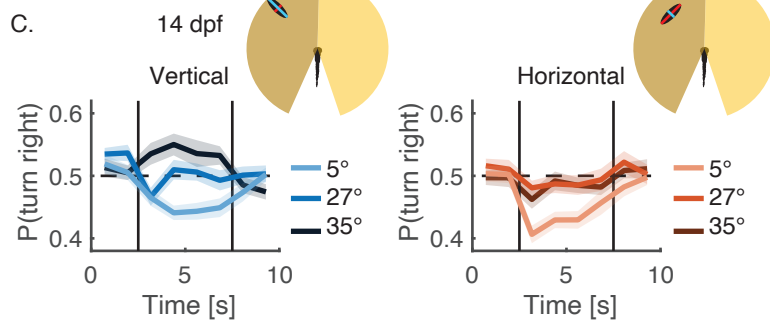 C. 14 dpf
Vertical
P(turn right)
0.6
0.5
0.4
0 5 10
Time [s]
5°
27°
35°
Horizontal
P(turn right)
0.6
0.5
0.4
0 5 10
Time [s]
5°
27°
35°